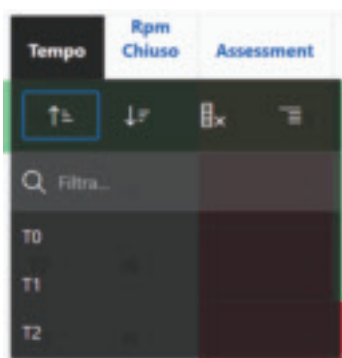 Tempo
Rpm
Chiuso
Assessment
Filtra...
T0
T1
T2